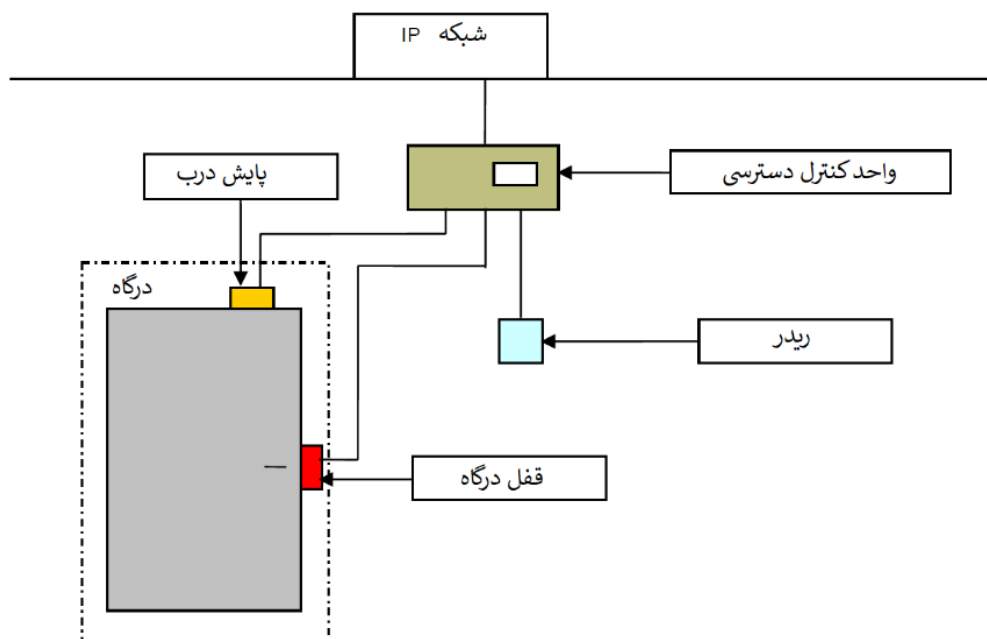 شبکه IP
واحد کنترل دسترسی
پایش درب
درگاه
ریدر
قفل درگاه